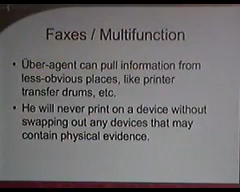 Faxes / Multifunction
• Über-agent can pull information from
less-obvious places, like printer
transfer drums, etc.
• He will never print on a device without
swapping out any devices that may
contain physical evidence.